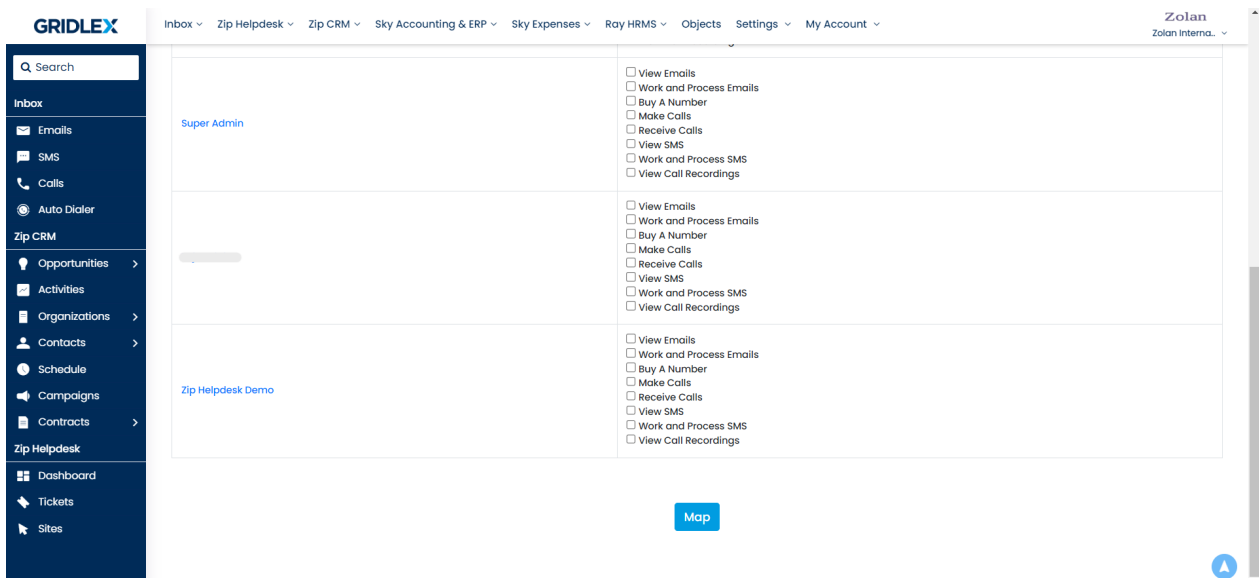 GRIDLEX
Inbox Zip Helpdesk Zip CRM Sky Accounting & ERP Sky Expenses Ray HRMS Objects Settings My Account
Zolan
Zolan Interna..
Search
Inbox
Emails
SMS
Calls
Auto Dialer
Zip CRM
Opportunities
Activities
Organizations
Contacts
Schedule
Campaigns
Contracts
Zip Helpdesk
Dashboard
Tickets
Sites
Super Admin
View Emails
Work and Process Emails
Buy A Number
Make Calls
Receive Calls
View SMS
Work and Process SMS
View Call Recordings
View Emails
Work and Process Emails
Buy A Number
Make Calls
Receive Calls
View SMS
Work and Process SMS
View Call Recordings
Zip Helpdesk Demo
View Emails
Work and Process Emails
Buy A Number
Make Calls
Receive Calls
View SMS
Work and Process SMS
View Call Recordings
Map